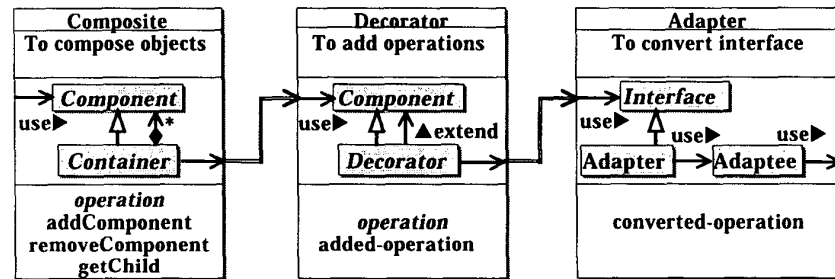 Composite
To compose objects
Component
use▶
*
Container
operation
addComponent
removeComponent
getChild
Decorator
To add operations
Component
use▶
▲extend
Decorator
operation
added-operation
Adapter
To convert interface
Interface
use▶
use▶
use▶
Adapter
Adaptee
converted-operation